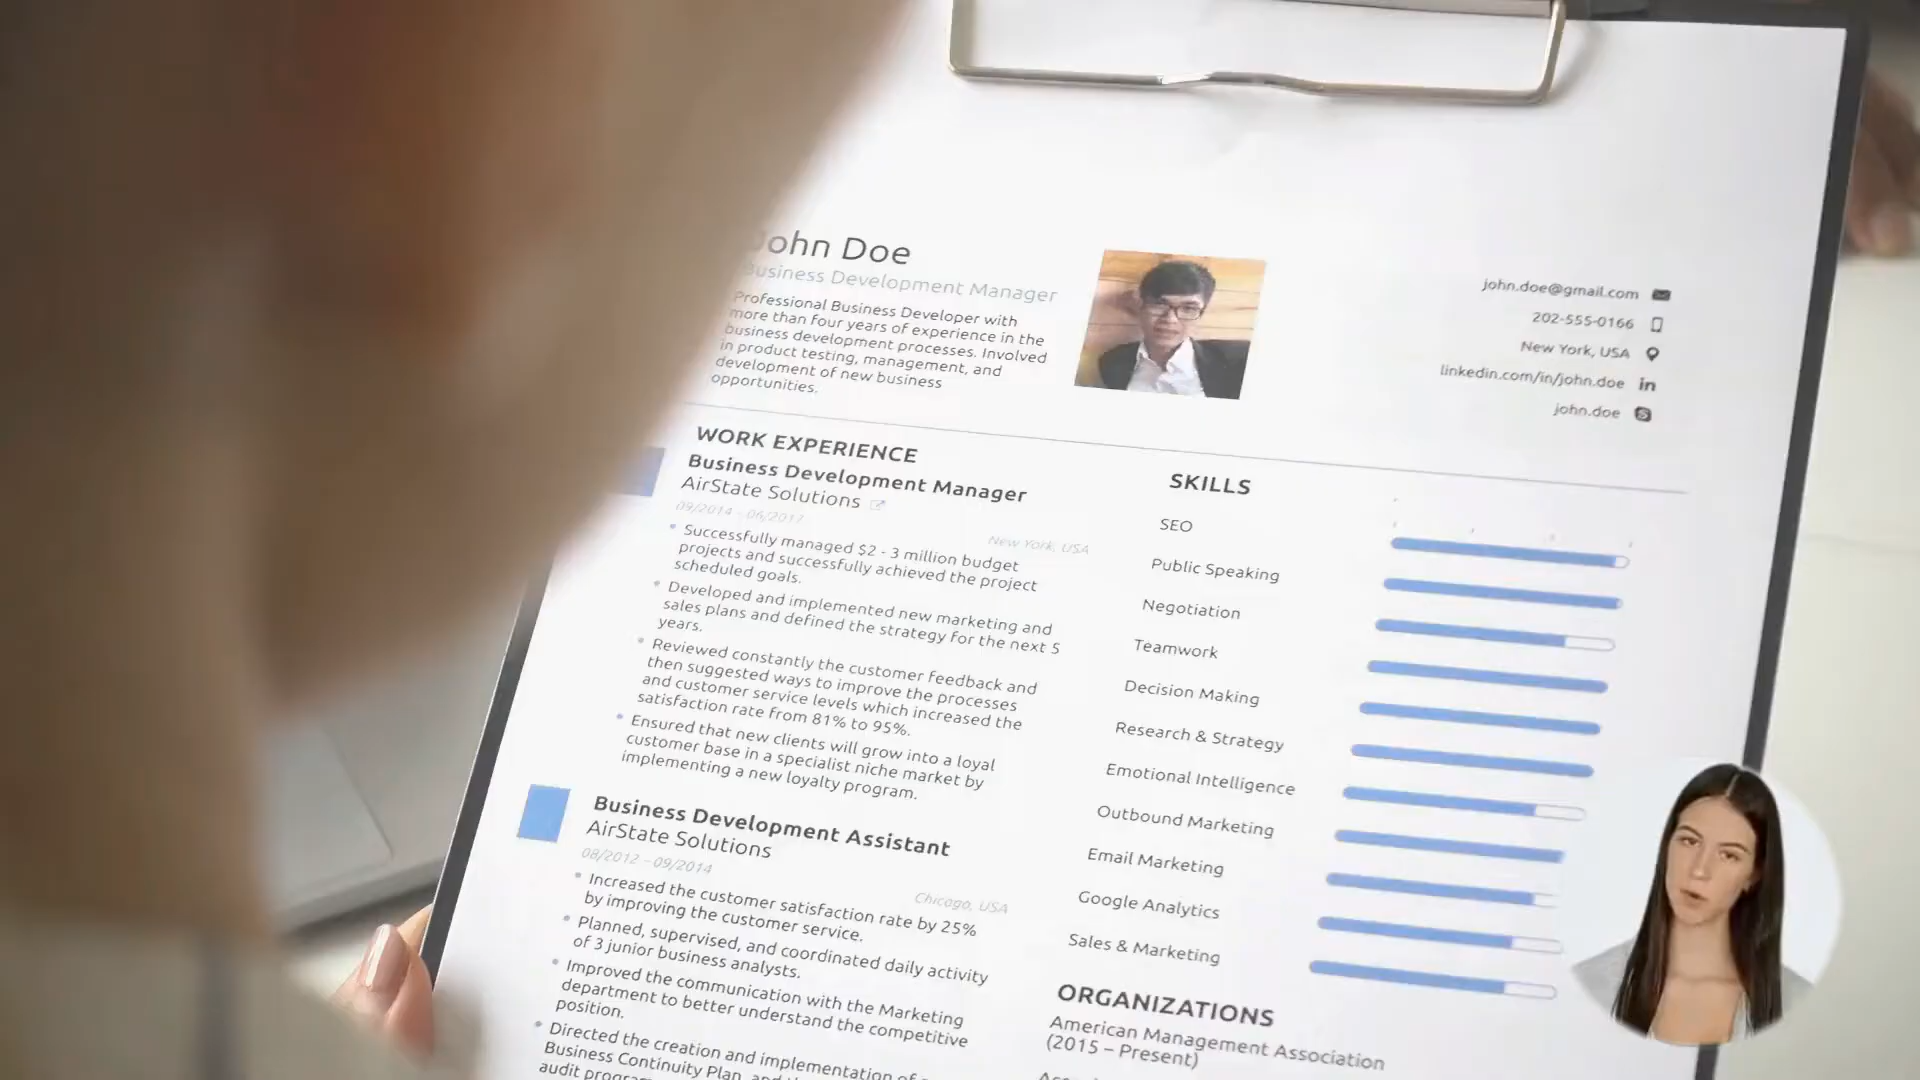 John Doe
Business Development Manager
Professional Business Developer with
more than four years of experience in the
business development processes. Involved
in product testing, management, and
development of new business
opportunities.
john.doe@gmail.com
202-555-0166
New York, USA
linkedin.com/in/john.doe
in
john.doe
WORK EXPERIENCE
Business Development Manager
AirState Solutions
09/2014 - 06/2017
New York, USA
Successfully managed $2 - 3 million budget
projects and successfully achieved the project
scheduled goals.
Developed and implemented new marketing and
sales plans and defined the strategy for the next 5
years.
Reviewed constantly the customer feedback and
then suggested ways to improve the processes
and customer service levels which increased the
satisfaction rate from 81% to 95%.
Ensured that new clients will grow into a loyal
customer base in a specialist niche market by
implementing a new loyalty program.
Business Development Assistant
AirState Solutions
08/2012 - 09/2014
Chicago, USA
Increased the customer satisfaction rate by 25%
by improving the customer service.
Planned, supervised, and coordinated daily activity
of 3 junior business analysts.
Improved the communication with the Marketing
department to better understand the competitive
position.
Directed the creation and implementation of a
Business Continuity Plan, and
audit
SKILLS
SEO
Public Speaking
Negotiation
Teamwork
Decision Making
Research & Strategy
Emotional Intelligence
Outbound Marketing
Email Marketing
Google Analytics
Sales & Marketing
ORGANIZATIONS
American Management Association
(2015 – Present)